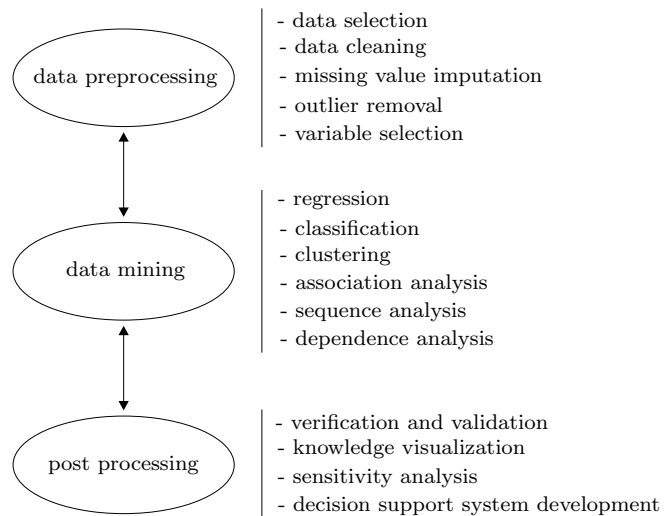 data preprocessing
- data selection
- data cleaning
- missing value imputation
- outlier removal
- variable selection
data mining
- regression
- classification
- clustering
- association analysis
- sequence analysis
- dependence analysis
post processing
- verification and validation
- knowledge visualization
- sensitivity analysis
- decision support system development